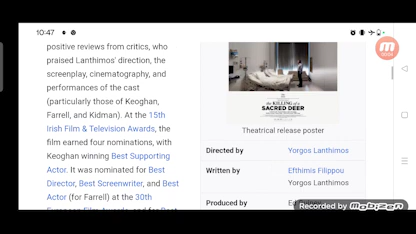 10:47
positive reviews from critics, who
praised Lanthimos' direction, the
screenplay, cinematography, and
performances of the cast
(particularly those of Keoghan,
Farrell, and Kidman). At the 15th
Irish Film & Television Awards, the
film earned four nominations, with
Keoghan winning Best Supporting
Actor. It was nominated for Best
Director, Best Screenwriter, and Best
Actor (for Farrell) at the 30th
the KILLING of a
SACRED DEER
Theatrical release poster
Directed by Yorgos Lanthimos
Written by Efthimis Filippou
Yorgos Lanthimos
Produced by
Recorded by Mobizen